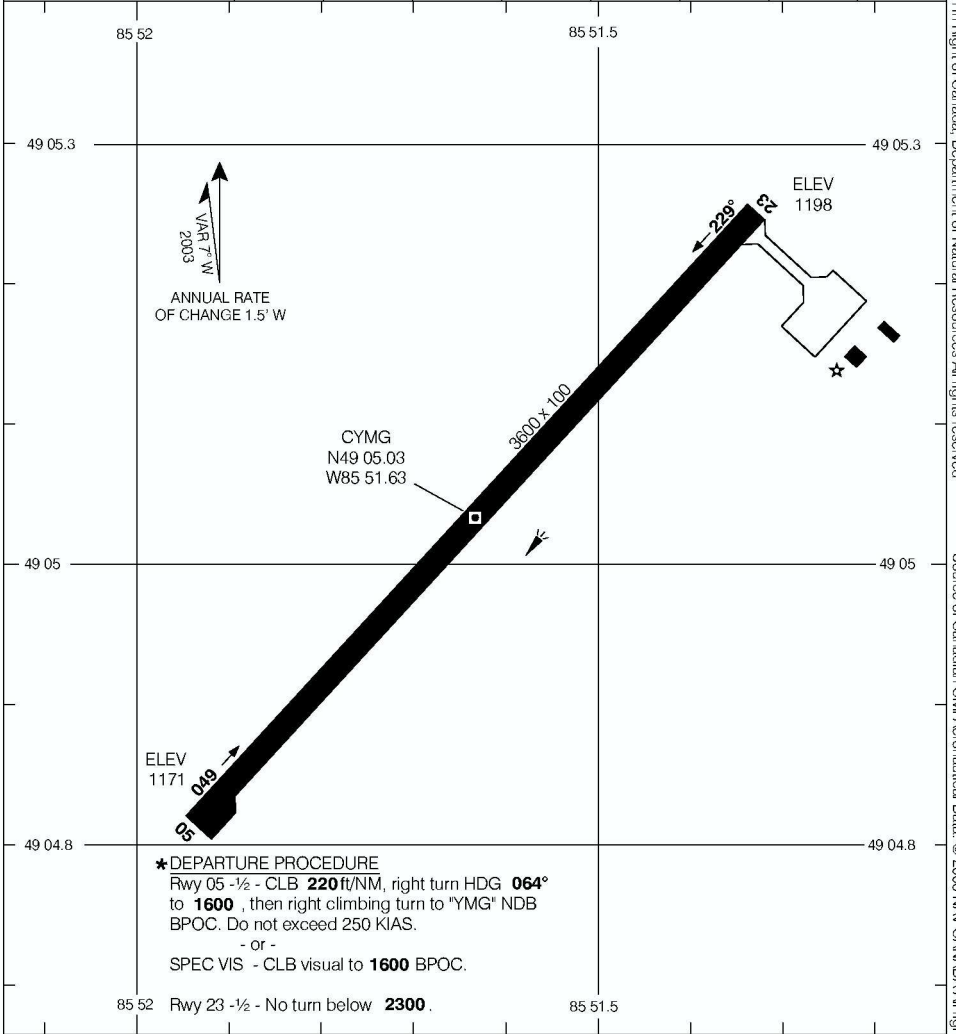 85 52
85 51.5
49 05.3
49 05.3
ELEV
1198
23
229°
VAR 7° W
2003
ANNUAL RATE
OF CHANGE 1.5' W
3600 x 100
CYMG
N49 05.03
W85 51.63
49 05
49 05
ELEV
1171
049
05
49 04.8
49 04.8
*DEPARTURE PROCEDURE
Rwy 05 -½ - CLB 220ft/NM, right turn HDG 064°
to 1600 , then right climbing turn to "YMG" NDB
BPOC. Do not exceed 250 KIAS.
- or -
SPEC VIS - CLB visual to 1600 BPOC.
Rwy 23 -½ - No turn below 2300 .
85 52
85 51.5